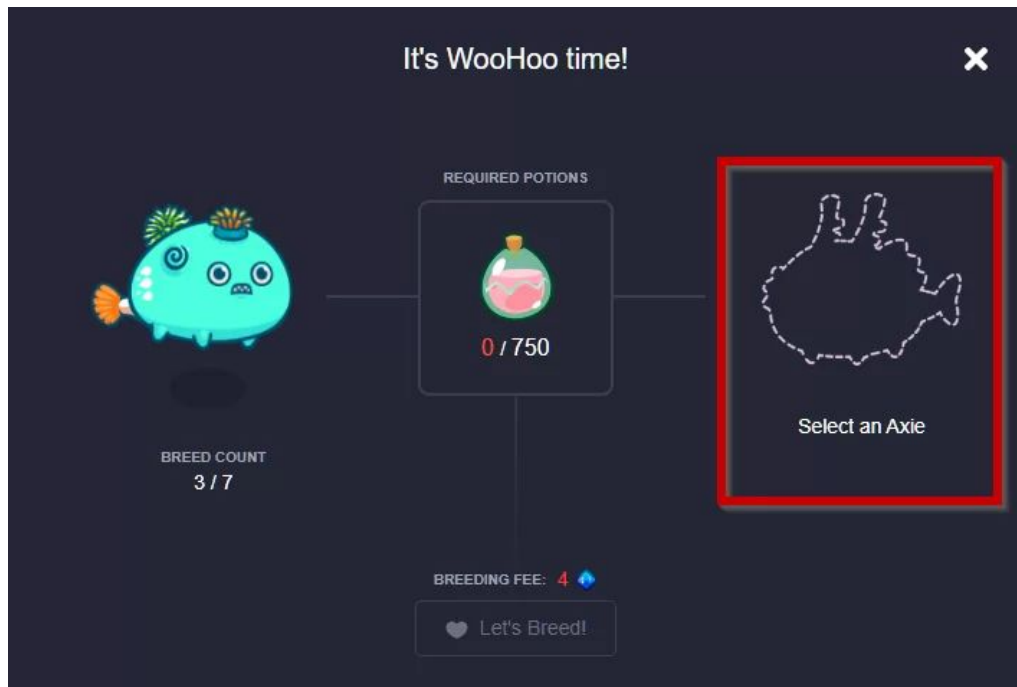 It's WooHoo time!
REQUIRED POTIONS
0 / 750
Select an Axie
BREED COUNT
3 / 7
BREEDING FEE: 4
Let's Breed!